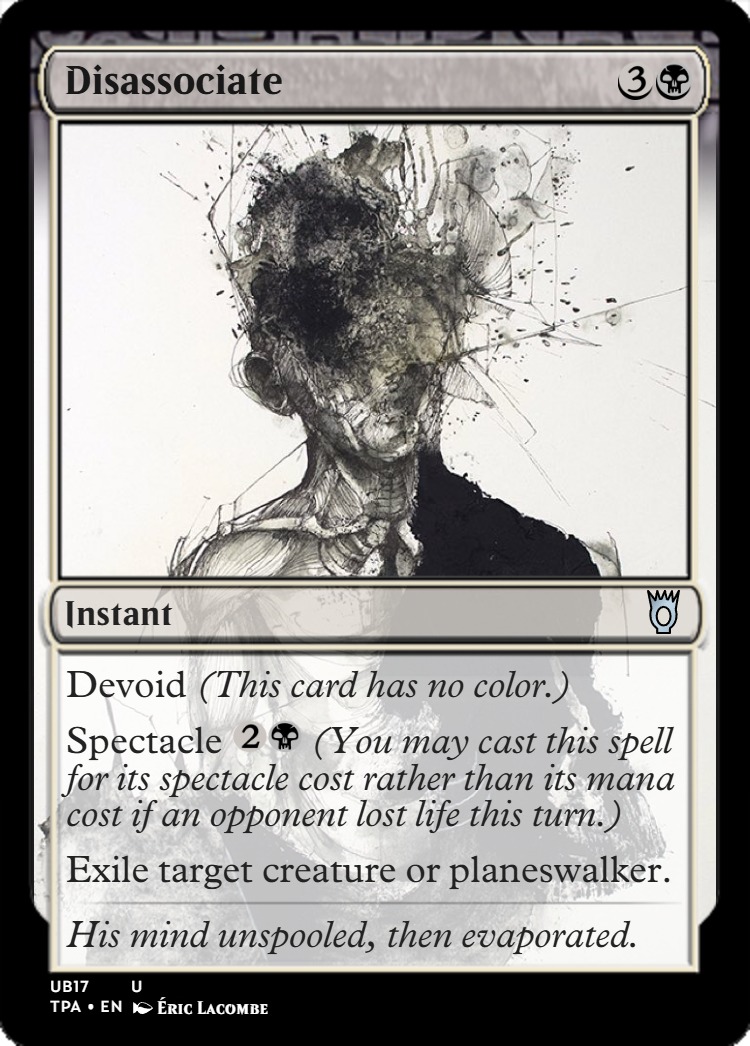 Disassociate 3
Instant
Devoid (This card has no color.)
Spectacle 2 (You may cast this spell
for its spectacle cost rather than its mana
cost if an opponent lost life this turn.)
Exile target creature or planeswalker.
His mind unspooled, then evaporated.
UB17 U
TPA • EN Éric Lacombe